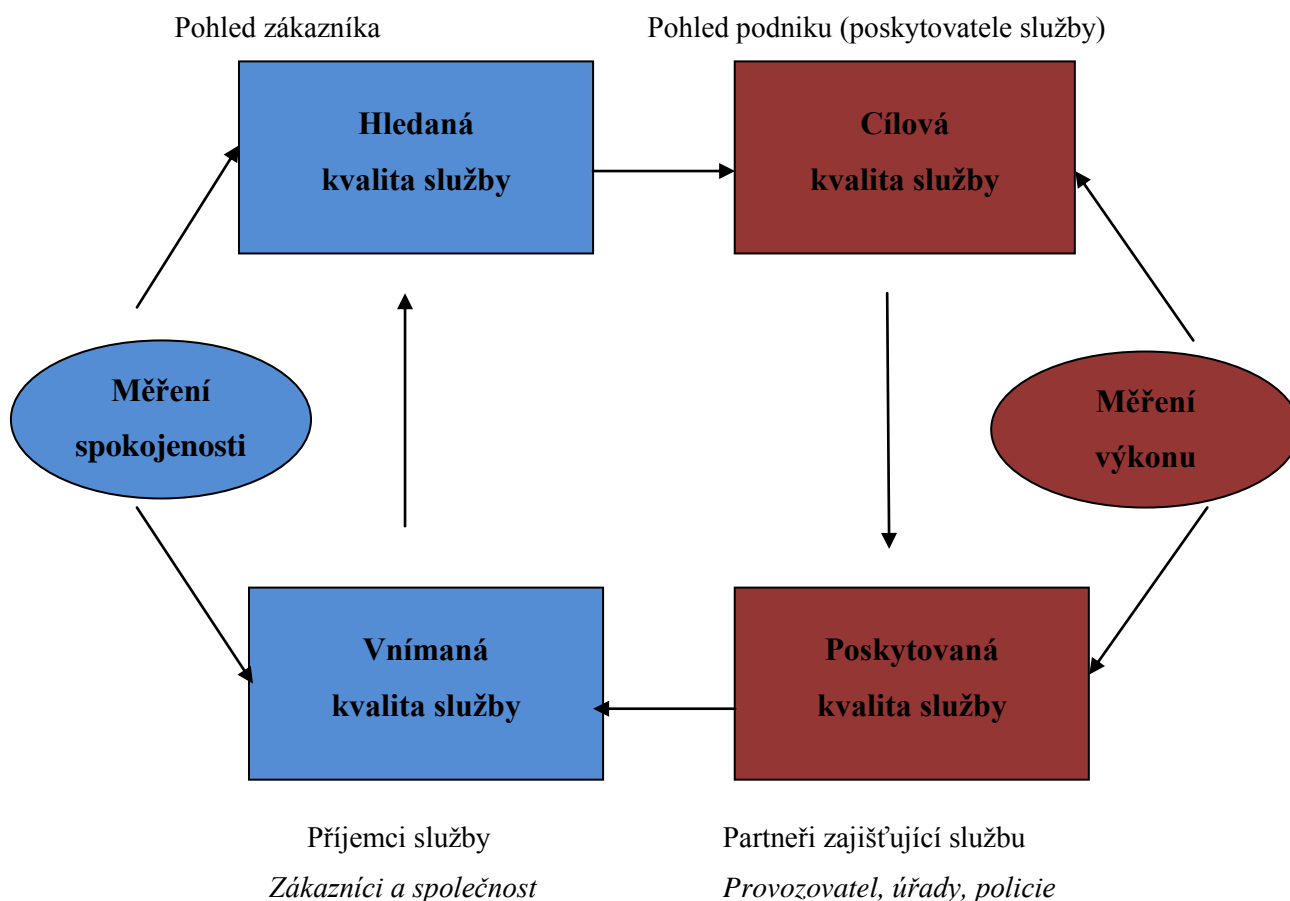 Pohled zákazníka
Pohled podniku (poskytovatele služby)
Hledaná
kvalita služby
Cílová
kvalita služby
Měření
spokojenosti
Měření
výkonu
Vnímaná
kvalita služby
Poskytovaná
kvalita služby
Příjemci služby
Zákazníci a společnost
Partneři zajišťující službu
Provozovatel, úřady, policie